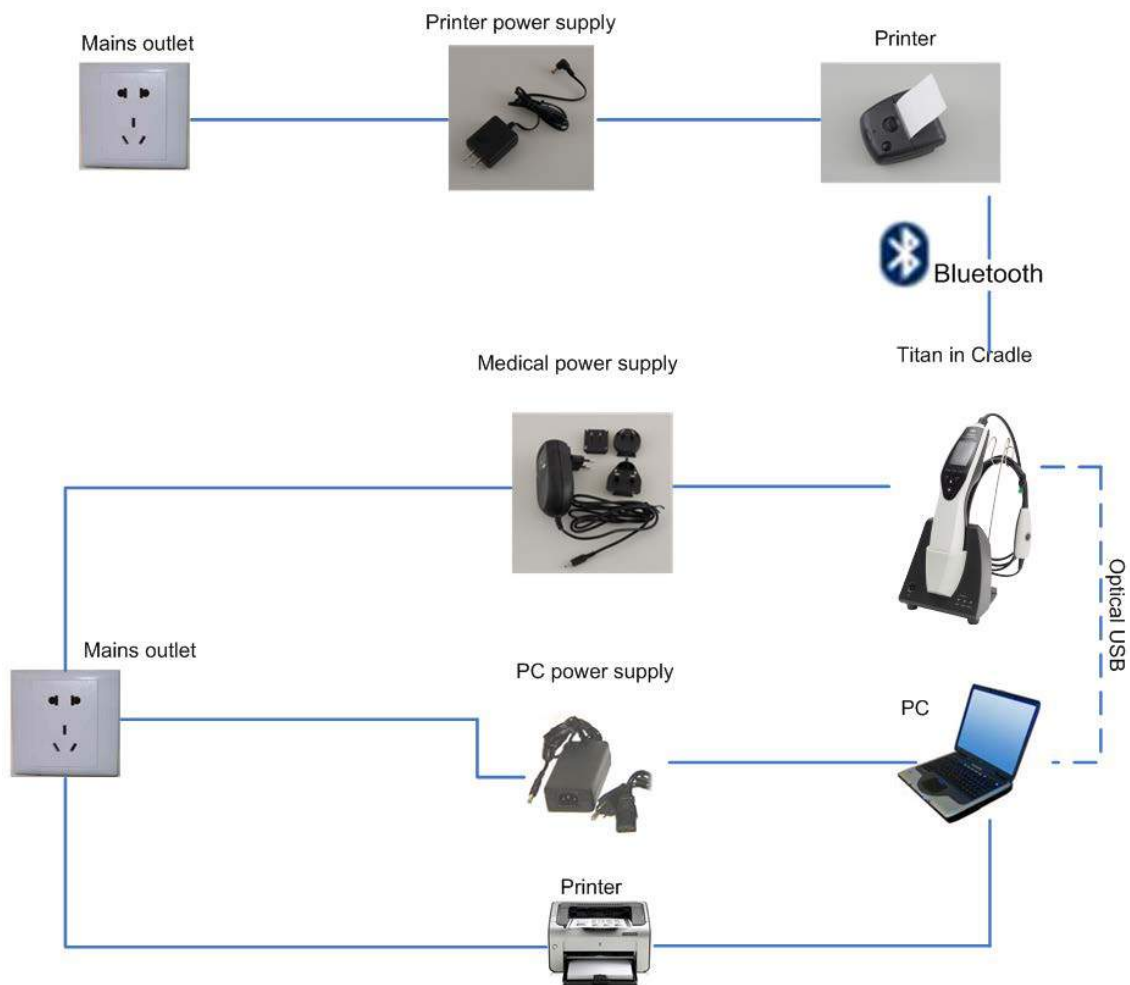 Printer power supply
Mains outlet
Printer
Bluetooth
Titan in Cradle
Medical power supply
Optical USB
Mains outlet
PC power supply
PC
Printer